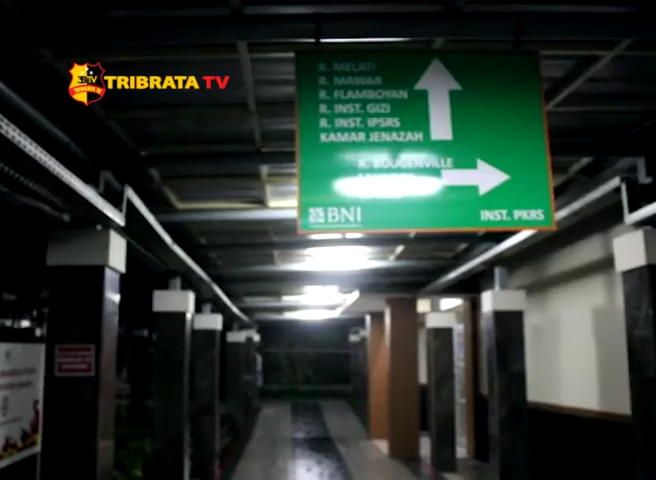 TRIBRATA TV
R. MELATI
R. MAWAR
R. FLAMBOYAN
R. INST. GIZI
R. INST. IPSRS
KAMAR JENAZAH
R. BOUGENVILLE
BNI
INST. PKRS